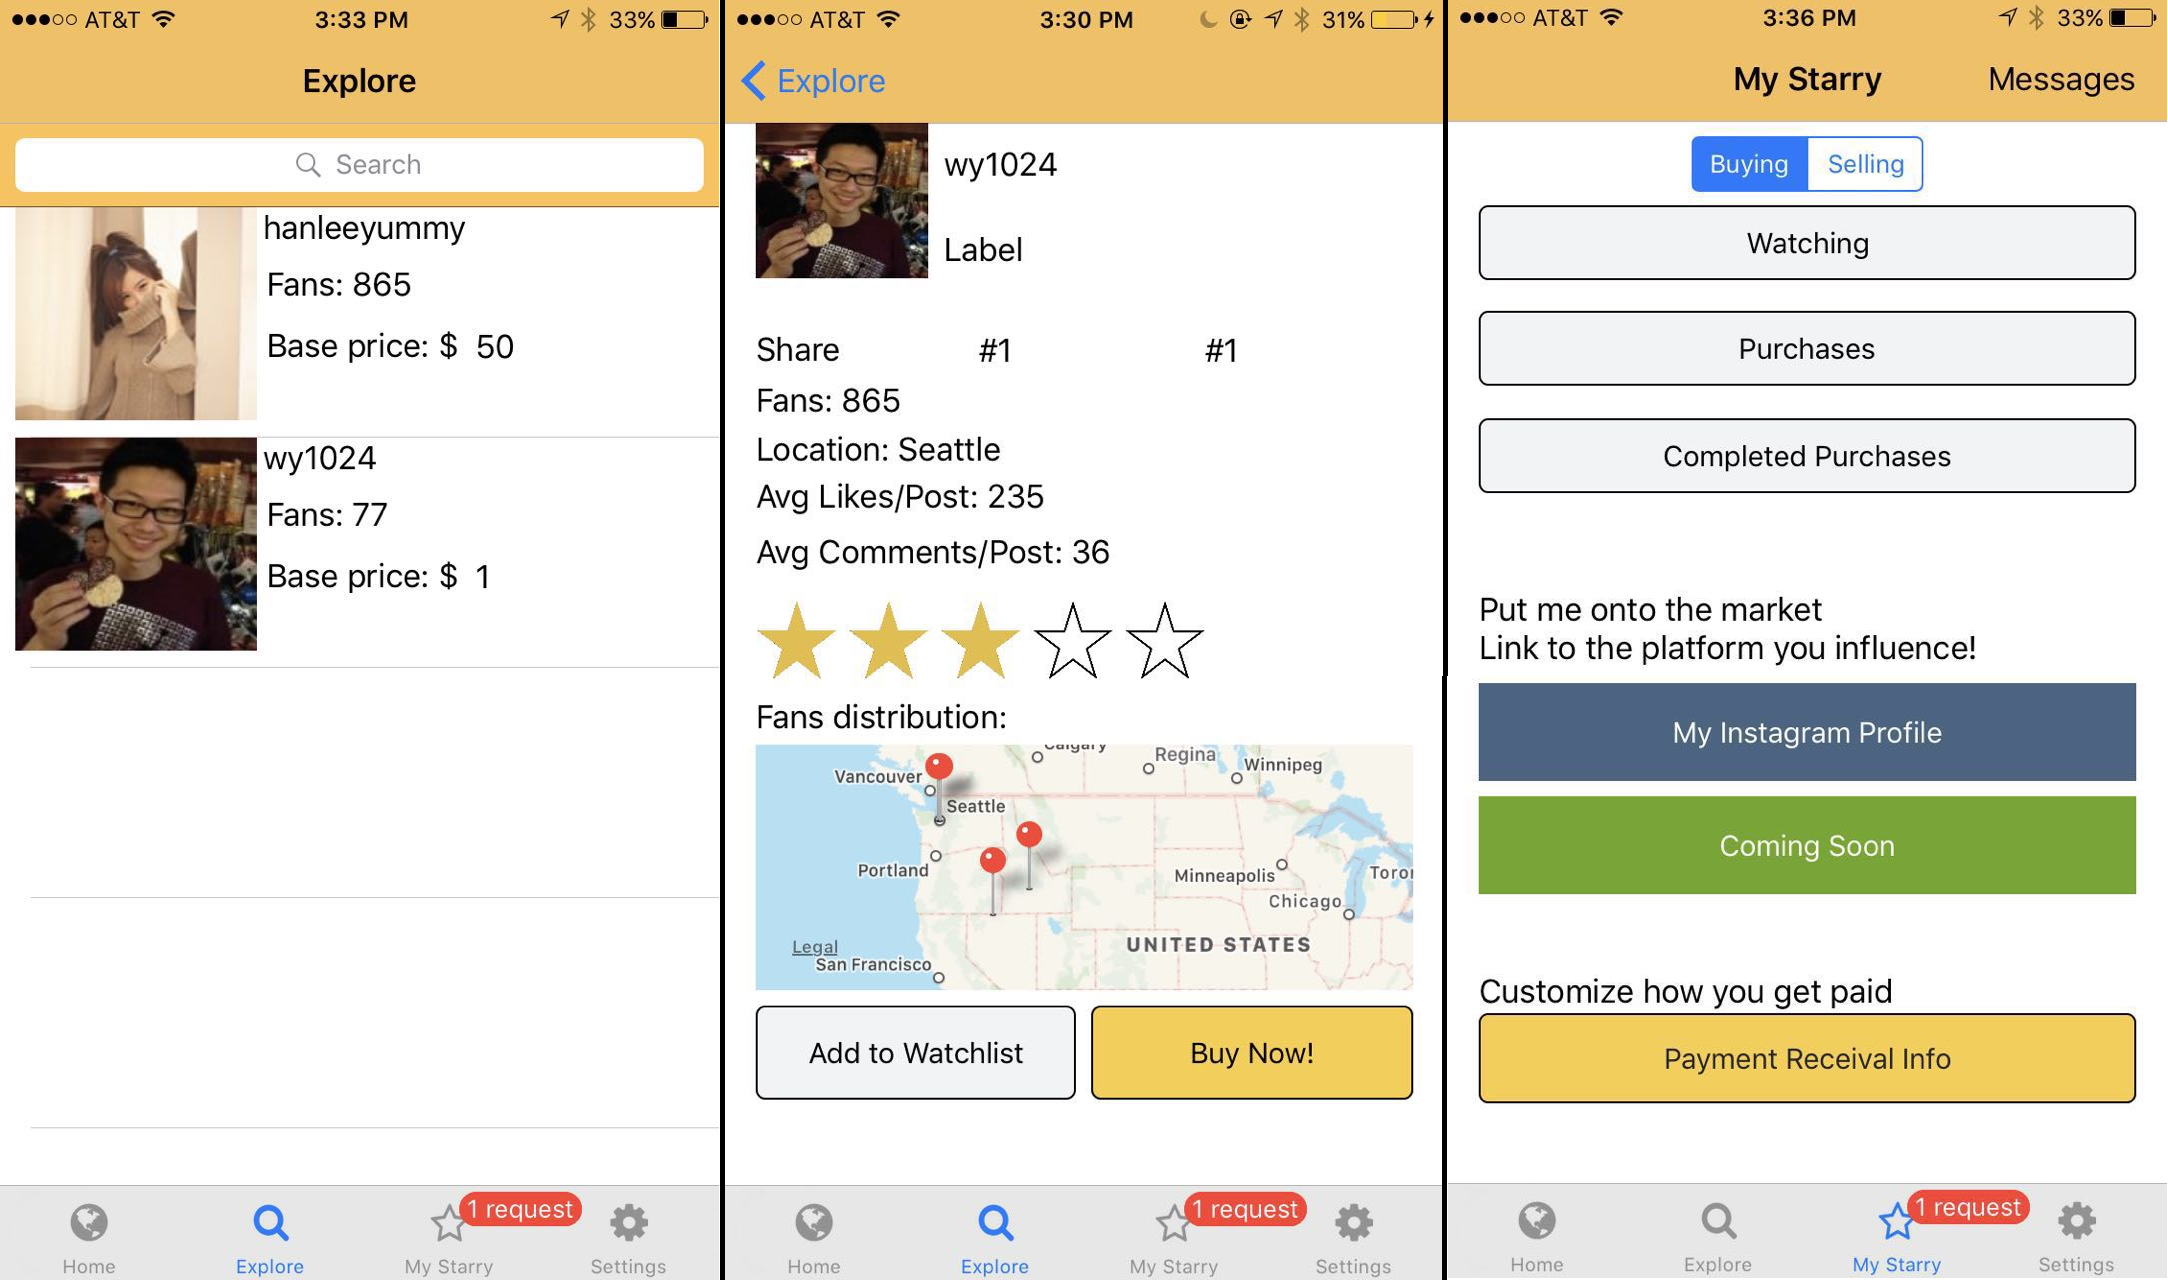 AT&T 3:33 PM 33%
Explore
Search
hanleeyummy
Fans: 865
Base price: $ 50
wy1024
Fans: 77
Base price: $ 1
1 request
Home Explore My Starry Settings
AT&T 3:30 PM 31%
Explore
wy1024
Label
Share #1 #1
Fans: 865
Location: Seattle
Avg Likes/Post: 235
Avg Comments/Post: 36
Fans distribution:
Calgary
Regina
Vancouver
Winnipeg
Seattle
Portland
Minneapolis
Toron
Chicago
UNITED STATES
Legal
San Francisco
Add to Watchlist Buy Now!
1 request
Home Explore My Starry Settings
AT&T 3:36 PM 33%
My Starry Messages
Buying Selling
Watching
Purchases
Completed Purchases
Put me onto the market
Link to the platform you influence!
My Instagram Profile
Coming Soon
Customize how you get paid
Payment Receival Info
1 request
Home Explore My Starry Settings